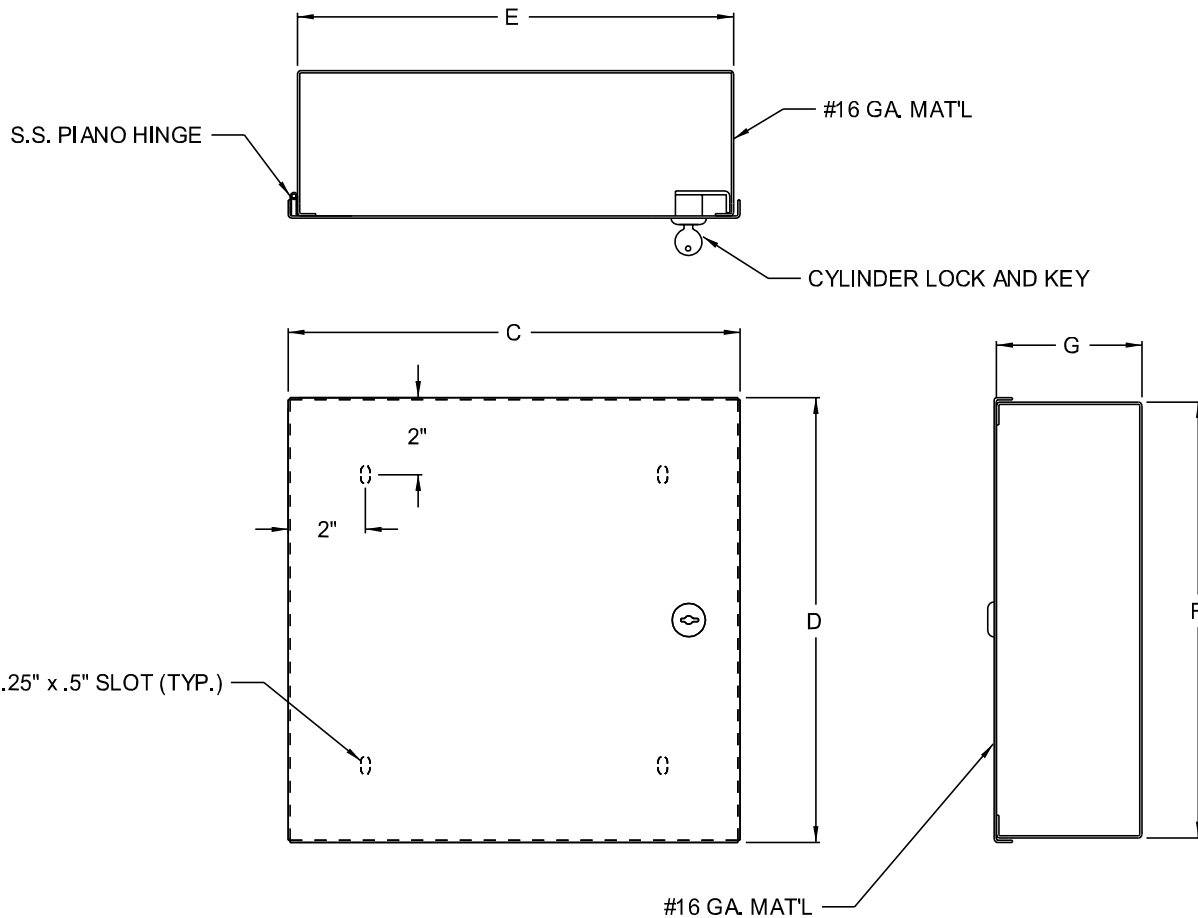 E
#16 GA. MAT'L
S.S. PIANO HINGE
CYLINDER LOCK AND KEY
C
G
2"
2"
D
F
.25" x .5" SLOT (TYP.)
#16 GA. MAT'L